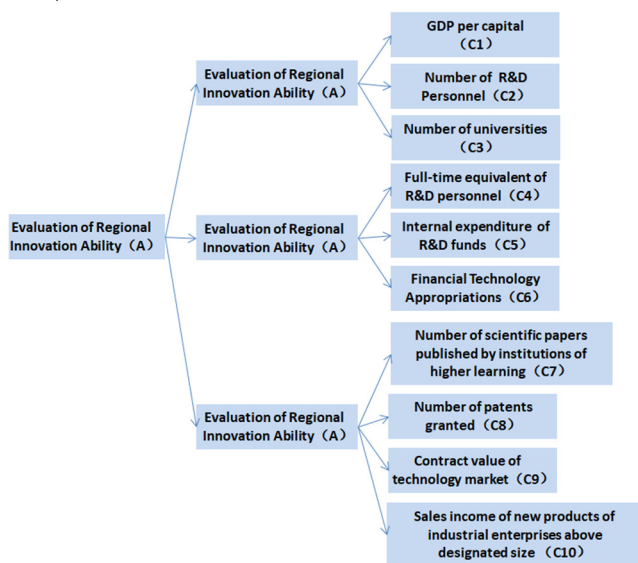 GDP per capital
（C1）
Evaluation of Regional
Innovation Ability（A）
Number of R&D
Personnel（C2）
Number of universities
（C3）
Full-time equivalent of
R&D personnel（C4）
Evaluation of Regional
Innovation Ability（A）
Evaluation of Regional
Innovation Ability（A）
Internal expenditure of
R&D funds（C5）
Financial Technology
Appropriations（C6）
Number of scientific papers
published by institutions of
higher learning（C7）
Evaluation of Regional
Innovation Ability（A）
Number of patents
granted（C8）
Contract value of
technology market（C9）
Sales income of new products of
industrial enterprises above
designated size（C10）